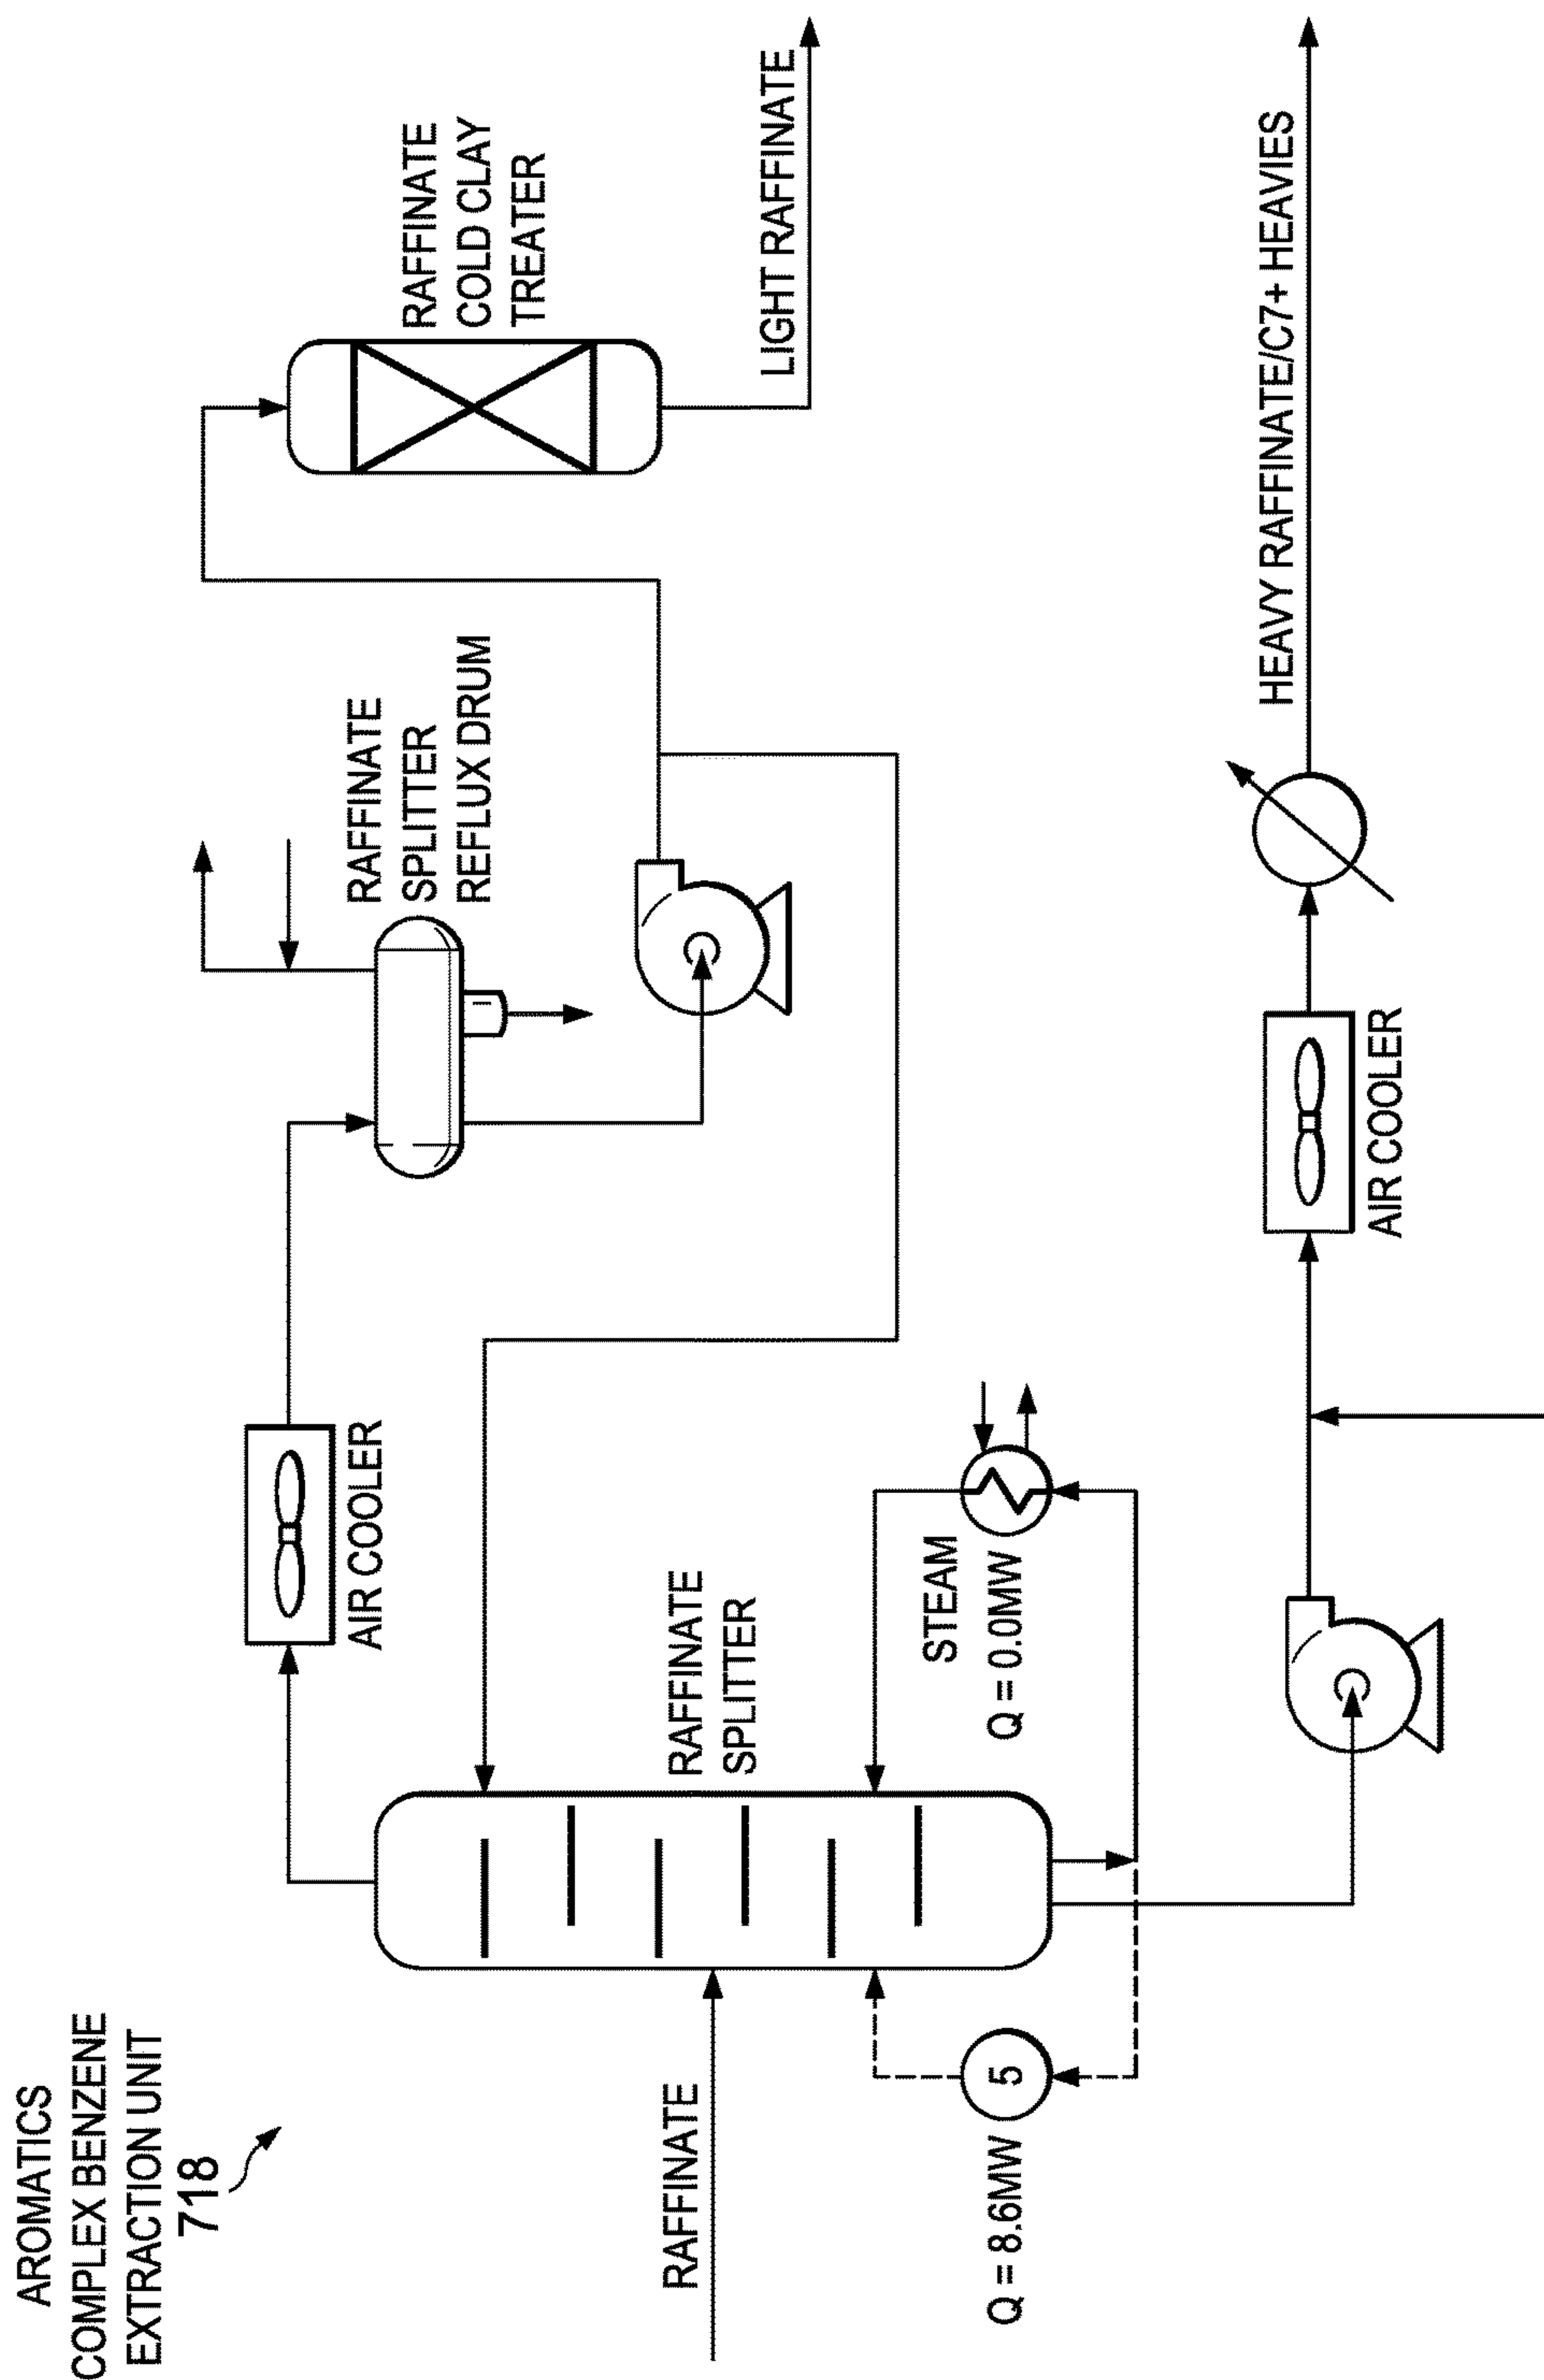 AROMATICS
COMPLEX BENZENE
EXTRACTION UNIT
718
AIR COOLER
RAFFINATE
SPLITTER
REFLUX DRUM
RAFFINATE
COLD CLAY
TREATER
RAFFINATE
RAFFINATE
SPLITTER
LIGHT RAFFINATE
STEAM
Q = 0.0MW
5
Q = 8.6MW
AIR COOLER
HEAVY RAFFINATE/C7+ HEAVIES